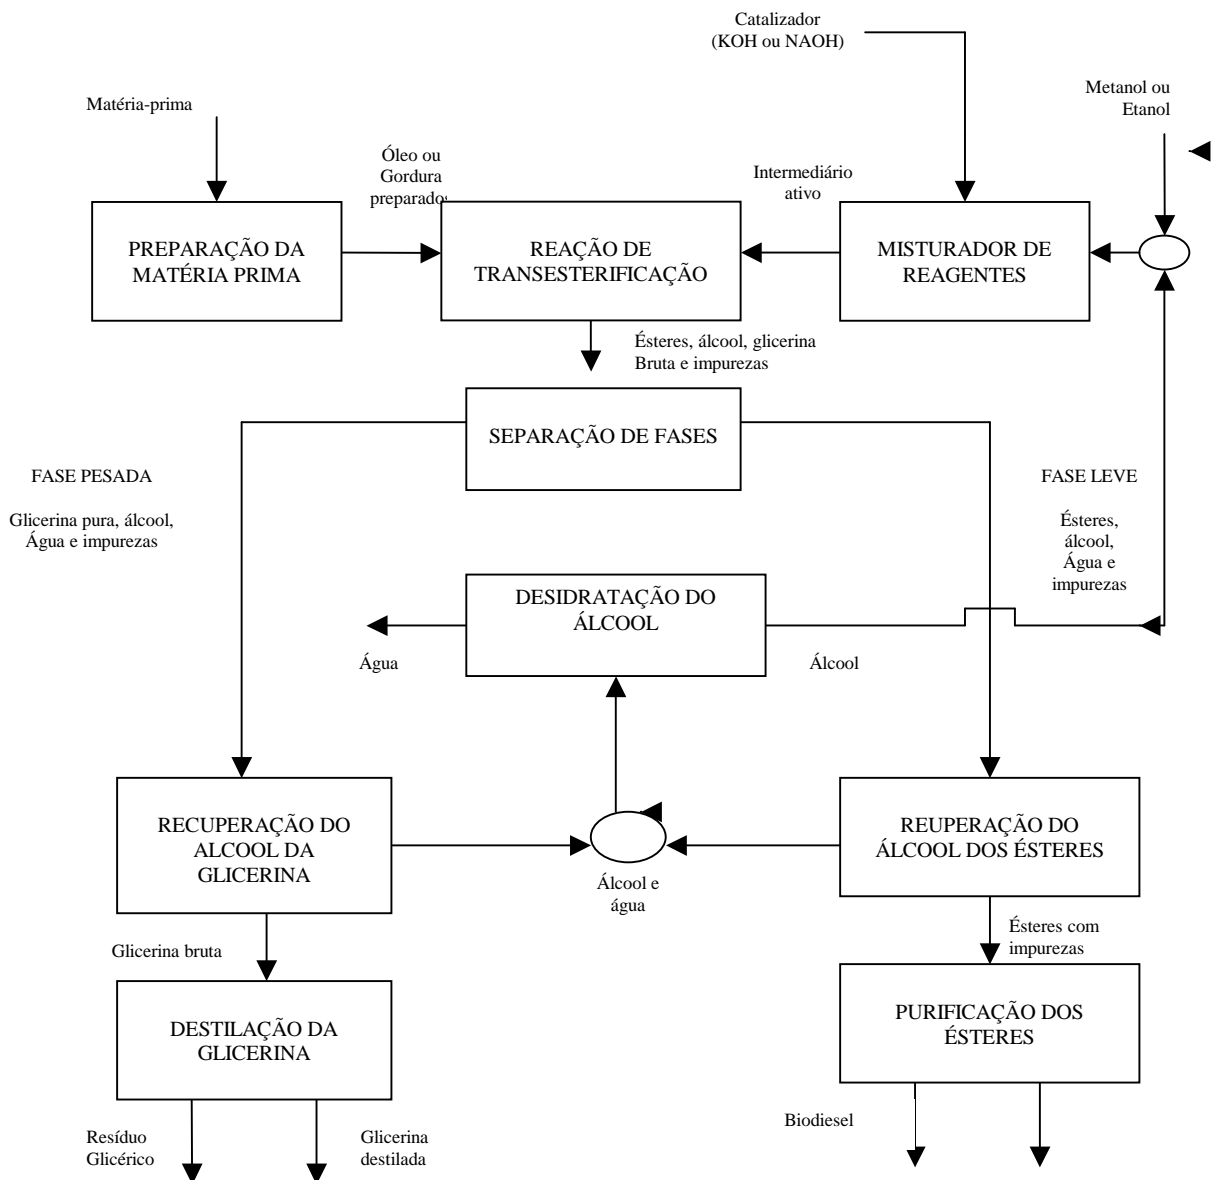 Catalizador
(KOH ou NAOH)
Metanol ou
Etanol
Matéria-prima
Óleo ou
Gordura
preparados
Intermediário
ativo
PREPARAÇÃO DA
MATÉRIA PRIMA
REAÇÃO DE
TRANSESTERIFICAÇÃO
MISTURADOR DE
REAGENTES
Ésteres, álcool, glicerina
Bruta e impurezas
SEPARAÇÃO DE FASES
FASE PESADA
Glicerina pura, álcool,
Água e impurezas
FASE LEVE
Ésteres,
álcool,
Água e
impurezas
DESIDRATAÇÃO DO
ÁLCOOL
Água
Álcool
RECUPERAÇÃO DO
ALCOOL DA
GLICERINA
REUPERAÇÃO DO
ÁLCOOL DOS ÉSTERES
Álcool e
água
Glicerina bruta
Ésteres com
impurezas
DESTILAÇÃO DA
GLICERINA
PURIFICAÇÃO DOS
ÉSTERES
Resíduo
Glicérico
Glicerina
destilada
Biodiesel